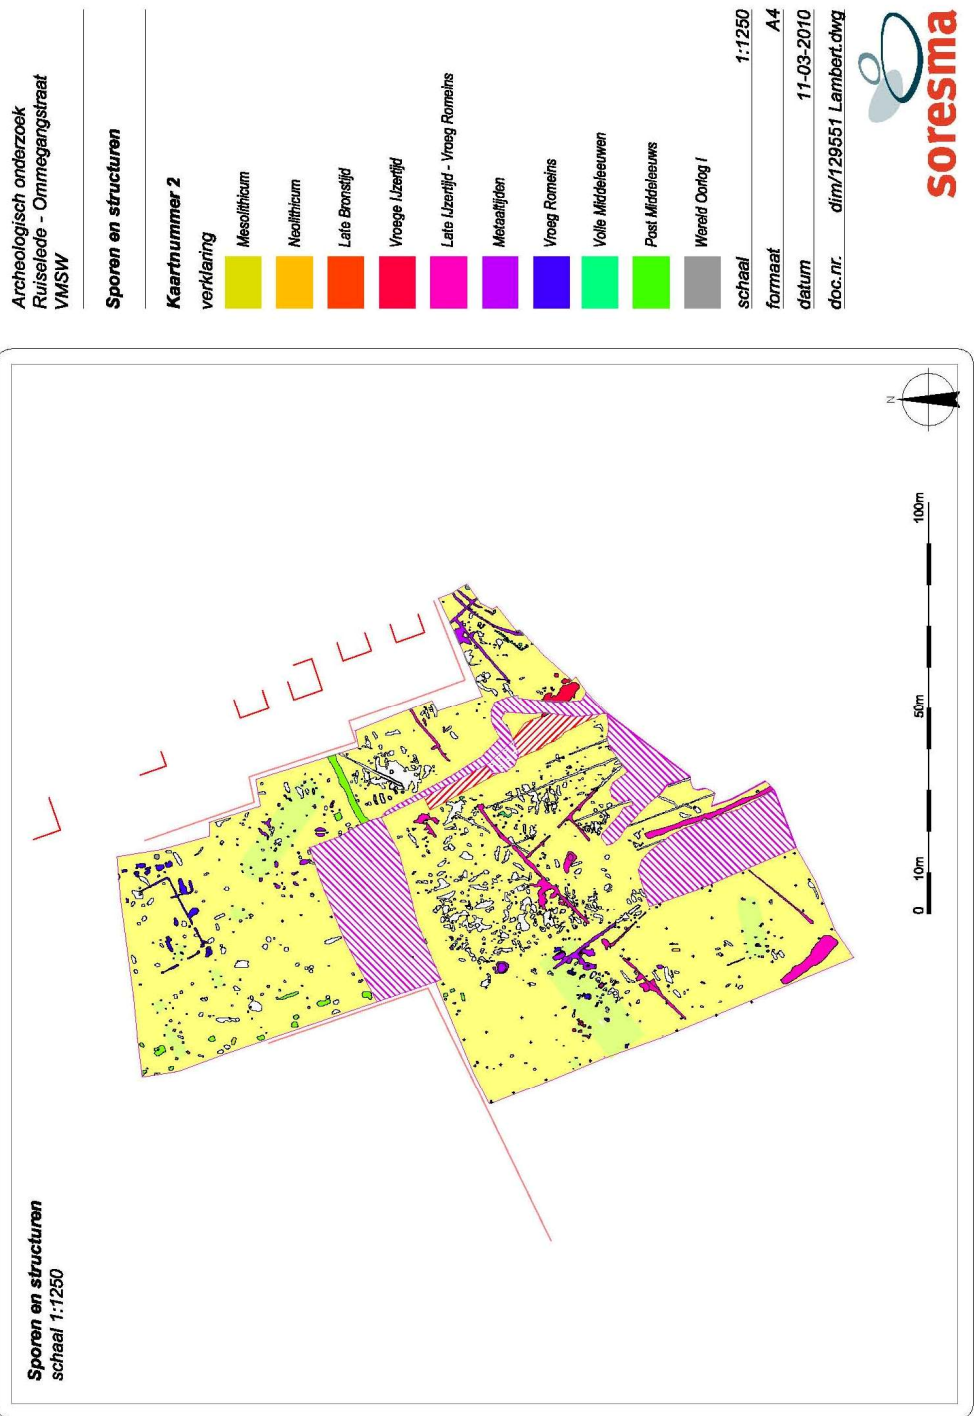 Archeologisch onderzoek
Ruiselede - Ommegangstraat
VMSW
Sporen en structuren
Kaartnummer 2
verklaring
Mesolithicum
Neolithicum
Late Bronstijd
Vroege IJzertijd
Late IJzertijd - Vroeg Romeins
Metaaltijden
Vroeg Romeins
Volle Middeleeuwen
Post Middeleeuws
Wereld Oorlog I
schaal 1:1250
formaat A4
datum 11-03-2010
doc.nr. dirm/129551 Lambert.dwg
soresma
Sporen en structuren
schaal 1:1250
N
0 10m 50m 100m